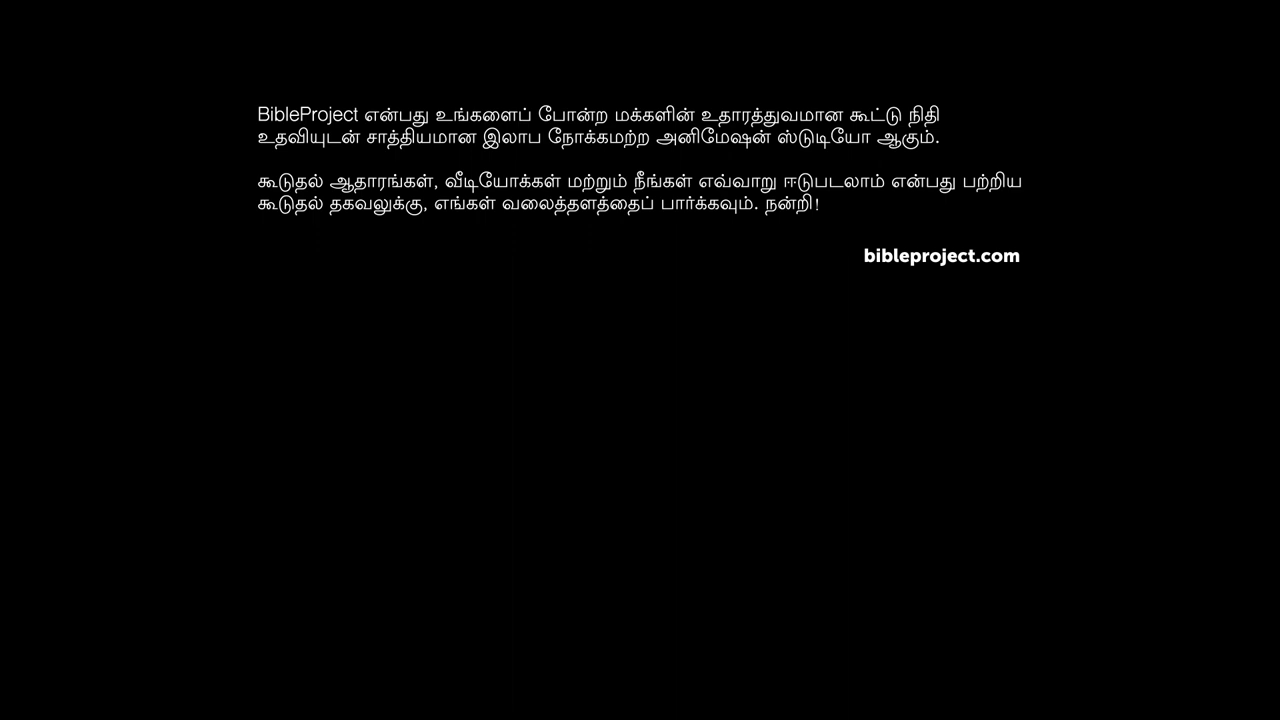 BibleProject என்பது உங்களைப் போன்ற மக்களின் உதாரத்துவமான கூட்டு நிதி
உதவியுடன் சாத்தியமான இலாப நோக்கமற்ற அனிமேஷன் ஸ்டுடியோ ஆகும்.
கூடுதல் ஆதாரங்கள், வீடியோக்கள் மற்றும் நீங்கள் எவ்வாறு ஈடுபடலாம் என்பது பற்றிய
கூடுதல் தகவலுக்கு, எங்கள் வலைத்தளத்தைப் பார்க்கவும். நன்றி!
bibleproject.com